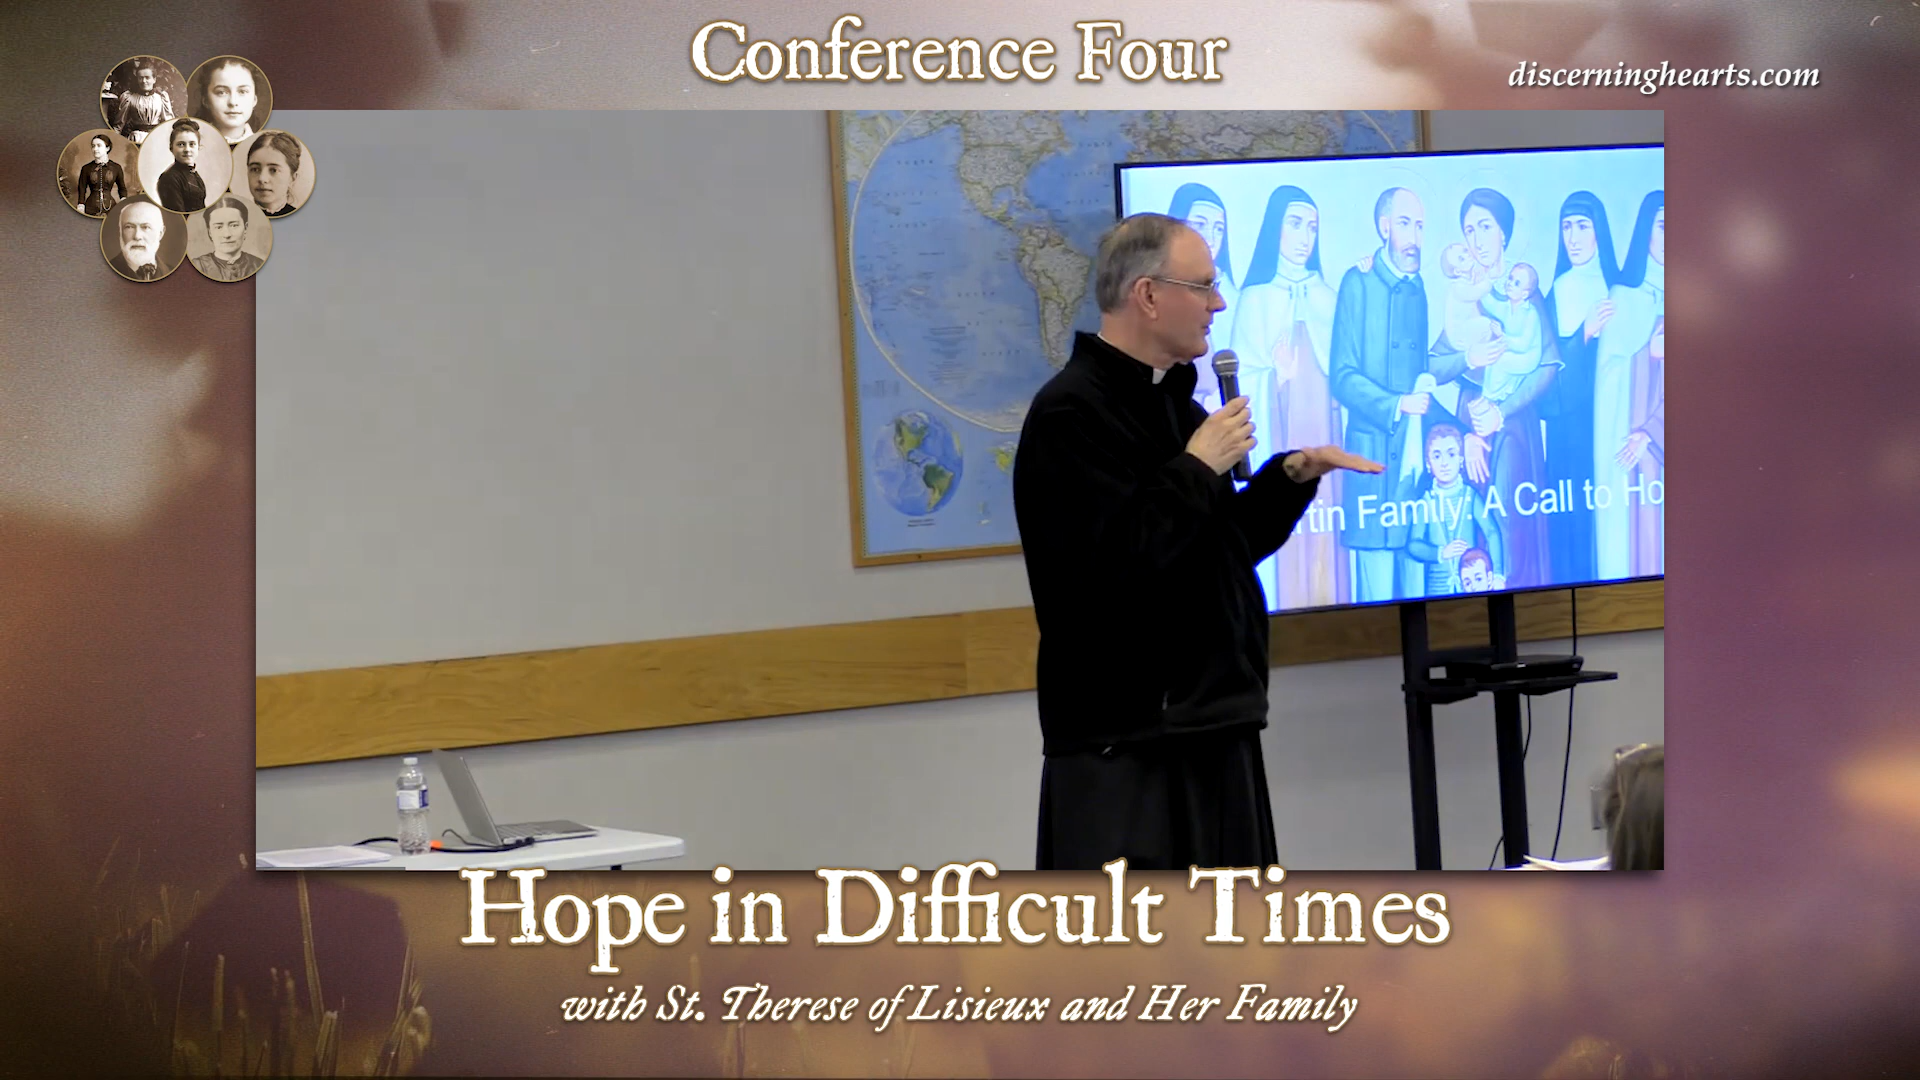 Conference Four
discerninghearts.com
rtin Family: A Call to Ho
Hope in Difficult Times
with St. Therese of Lisieux and Her Family